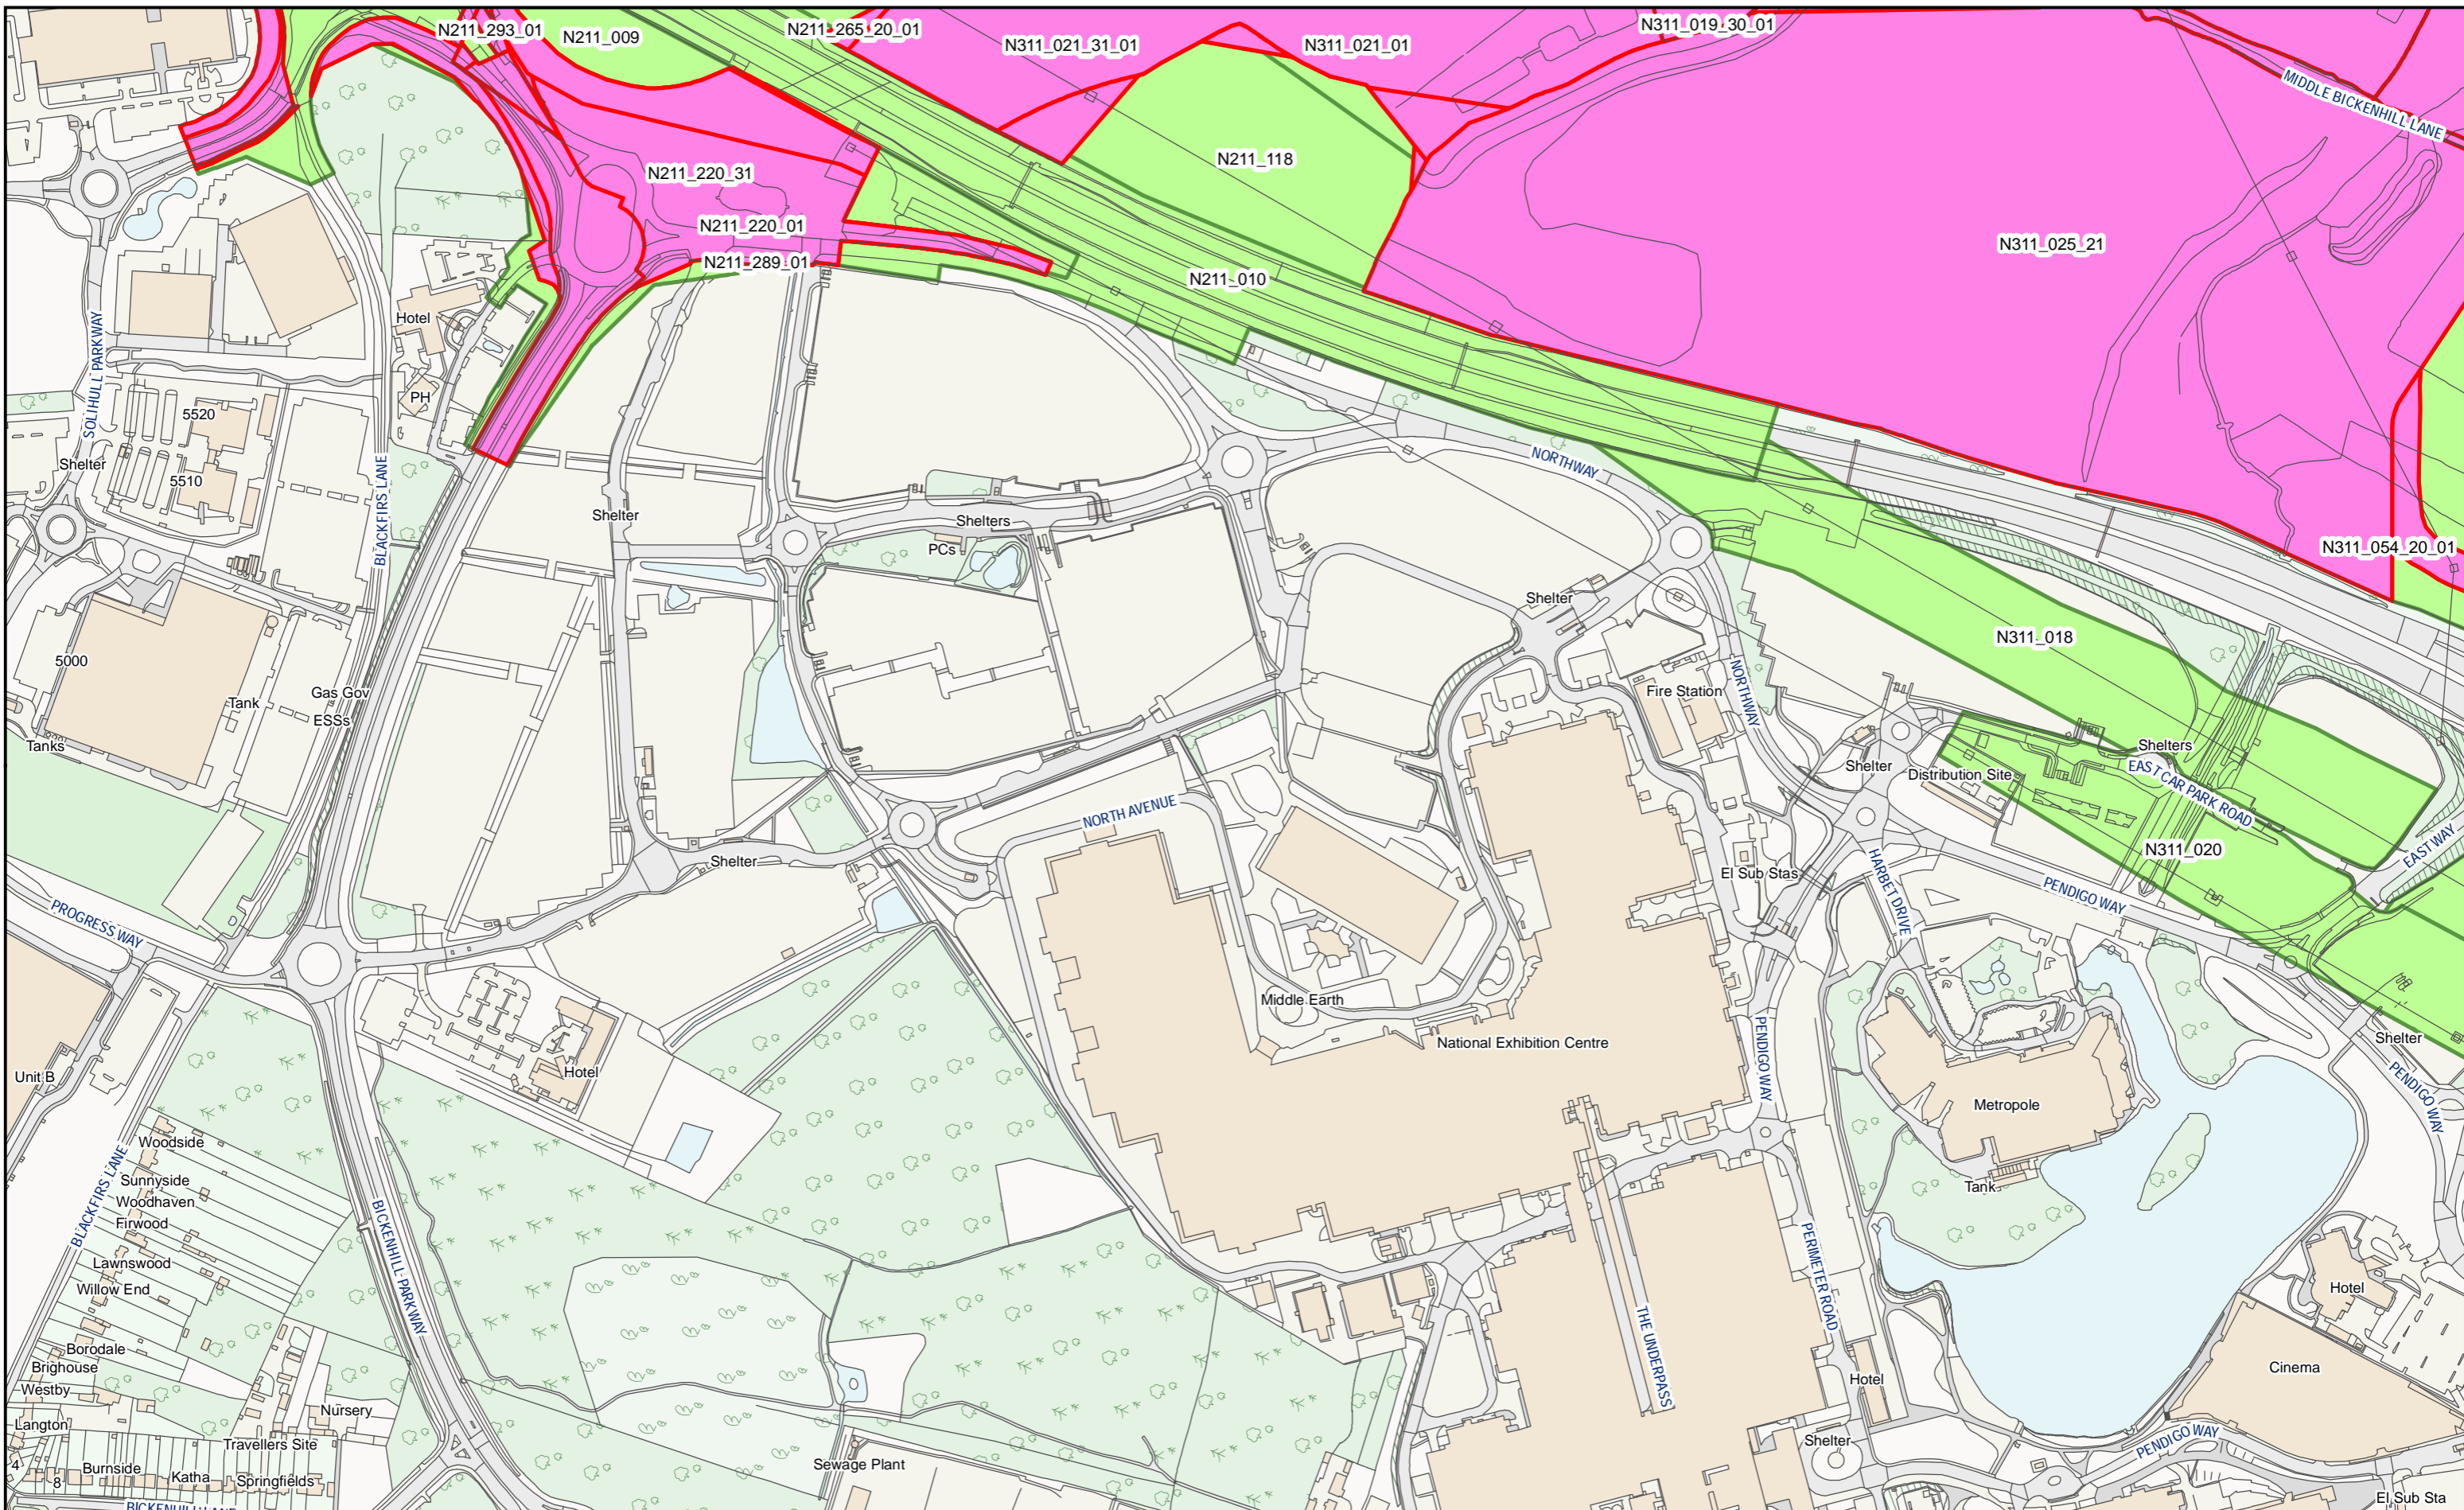 N211_293_01
N211_009
N211_265_20_01
N311_021_31_01
N311_021_01
N311_019_30_01
MIDDLE BICKENHILL LANE
N211_118
N211_220_31
N211_220_01
N211_289_01
N211_010
N311_025_21
Hotel
SOLIHULL PARKWAY
PH
5520
Shelter
5510
BLACKFIRS LANE
NORTHWAY
Shelter
Shelters
PCs
N311_054_20_01
Shelter
N311_018
5000
Tank
Gas Gov
ESSs
Tanks
Fire Station
NORTHWAY
Shelters
Shelter
Distribution Site
EAST CAR PARK ROAD
NORTH AVENUE
EAST WAY
N311_020
Shelter
El Sub Stas
HARBET DRIVE
PENDIGO WAY
PROGRESS WAY
Middle Earth
National Exhibition Centre
PENDIGO WAY
Shelter
Unit B
Hotel
PENDIGO WAY
Metropole
Woodside
BLACKFIRS LANE
Sunnyside
Woodhaven
Firwood
Tank
BICKENHILL PARKWAY
Lawnswood
Willow End
PERIMETER ROAD
Hotel
THE UNDERPASS
Borodale
Brighouse
Westby
Cinema
Hotel
Langton
Nursery
Travellers Site
4
8
Burnside
Katha
Springfields
Sewage Plant
Shelter
PENDIGO WAY
BICKENHILL LANE
El Sub Sta